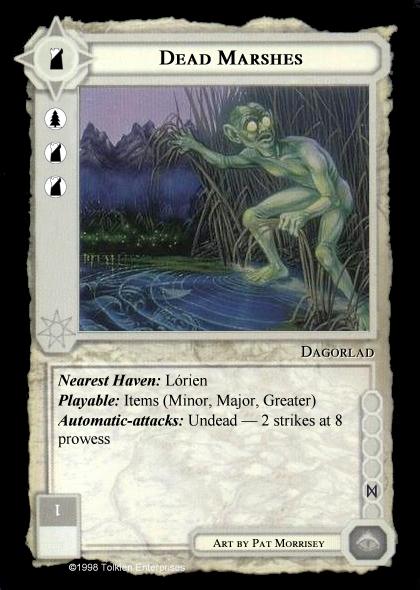 Dead Marshes
Dagorlad
Nearest Haven: Lórien
Playable: Items (Minor, Major, Greater)
Automatic-attacks: Undead — 2 strikes at 8
prowess
I
Art by Pat Morrisey
©1998 Tolkien Enterprises